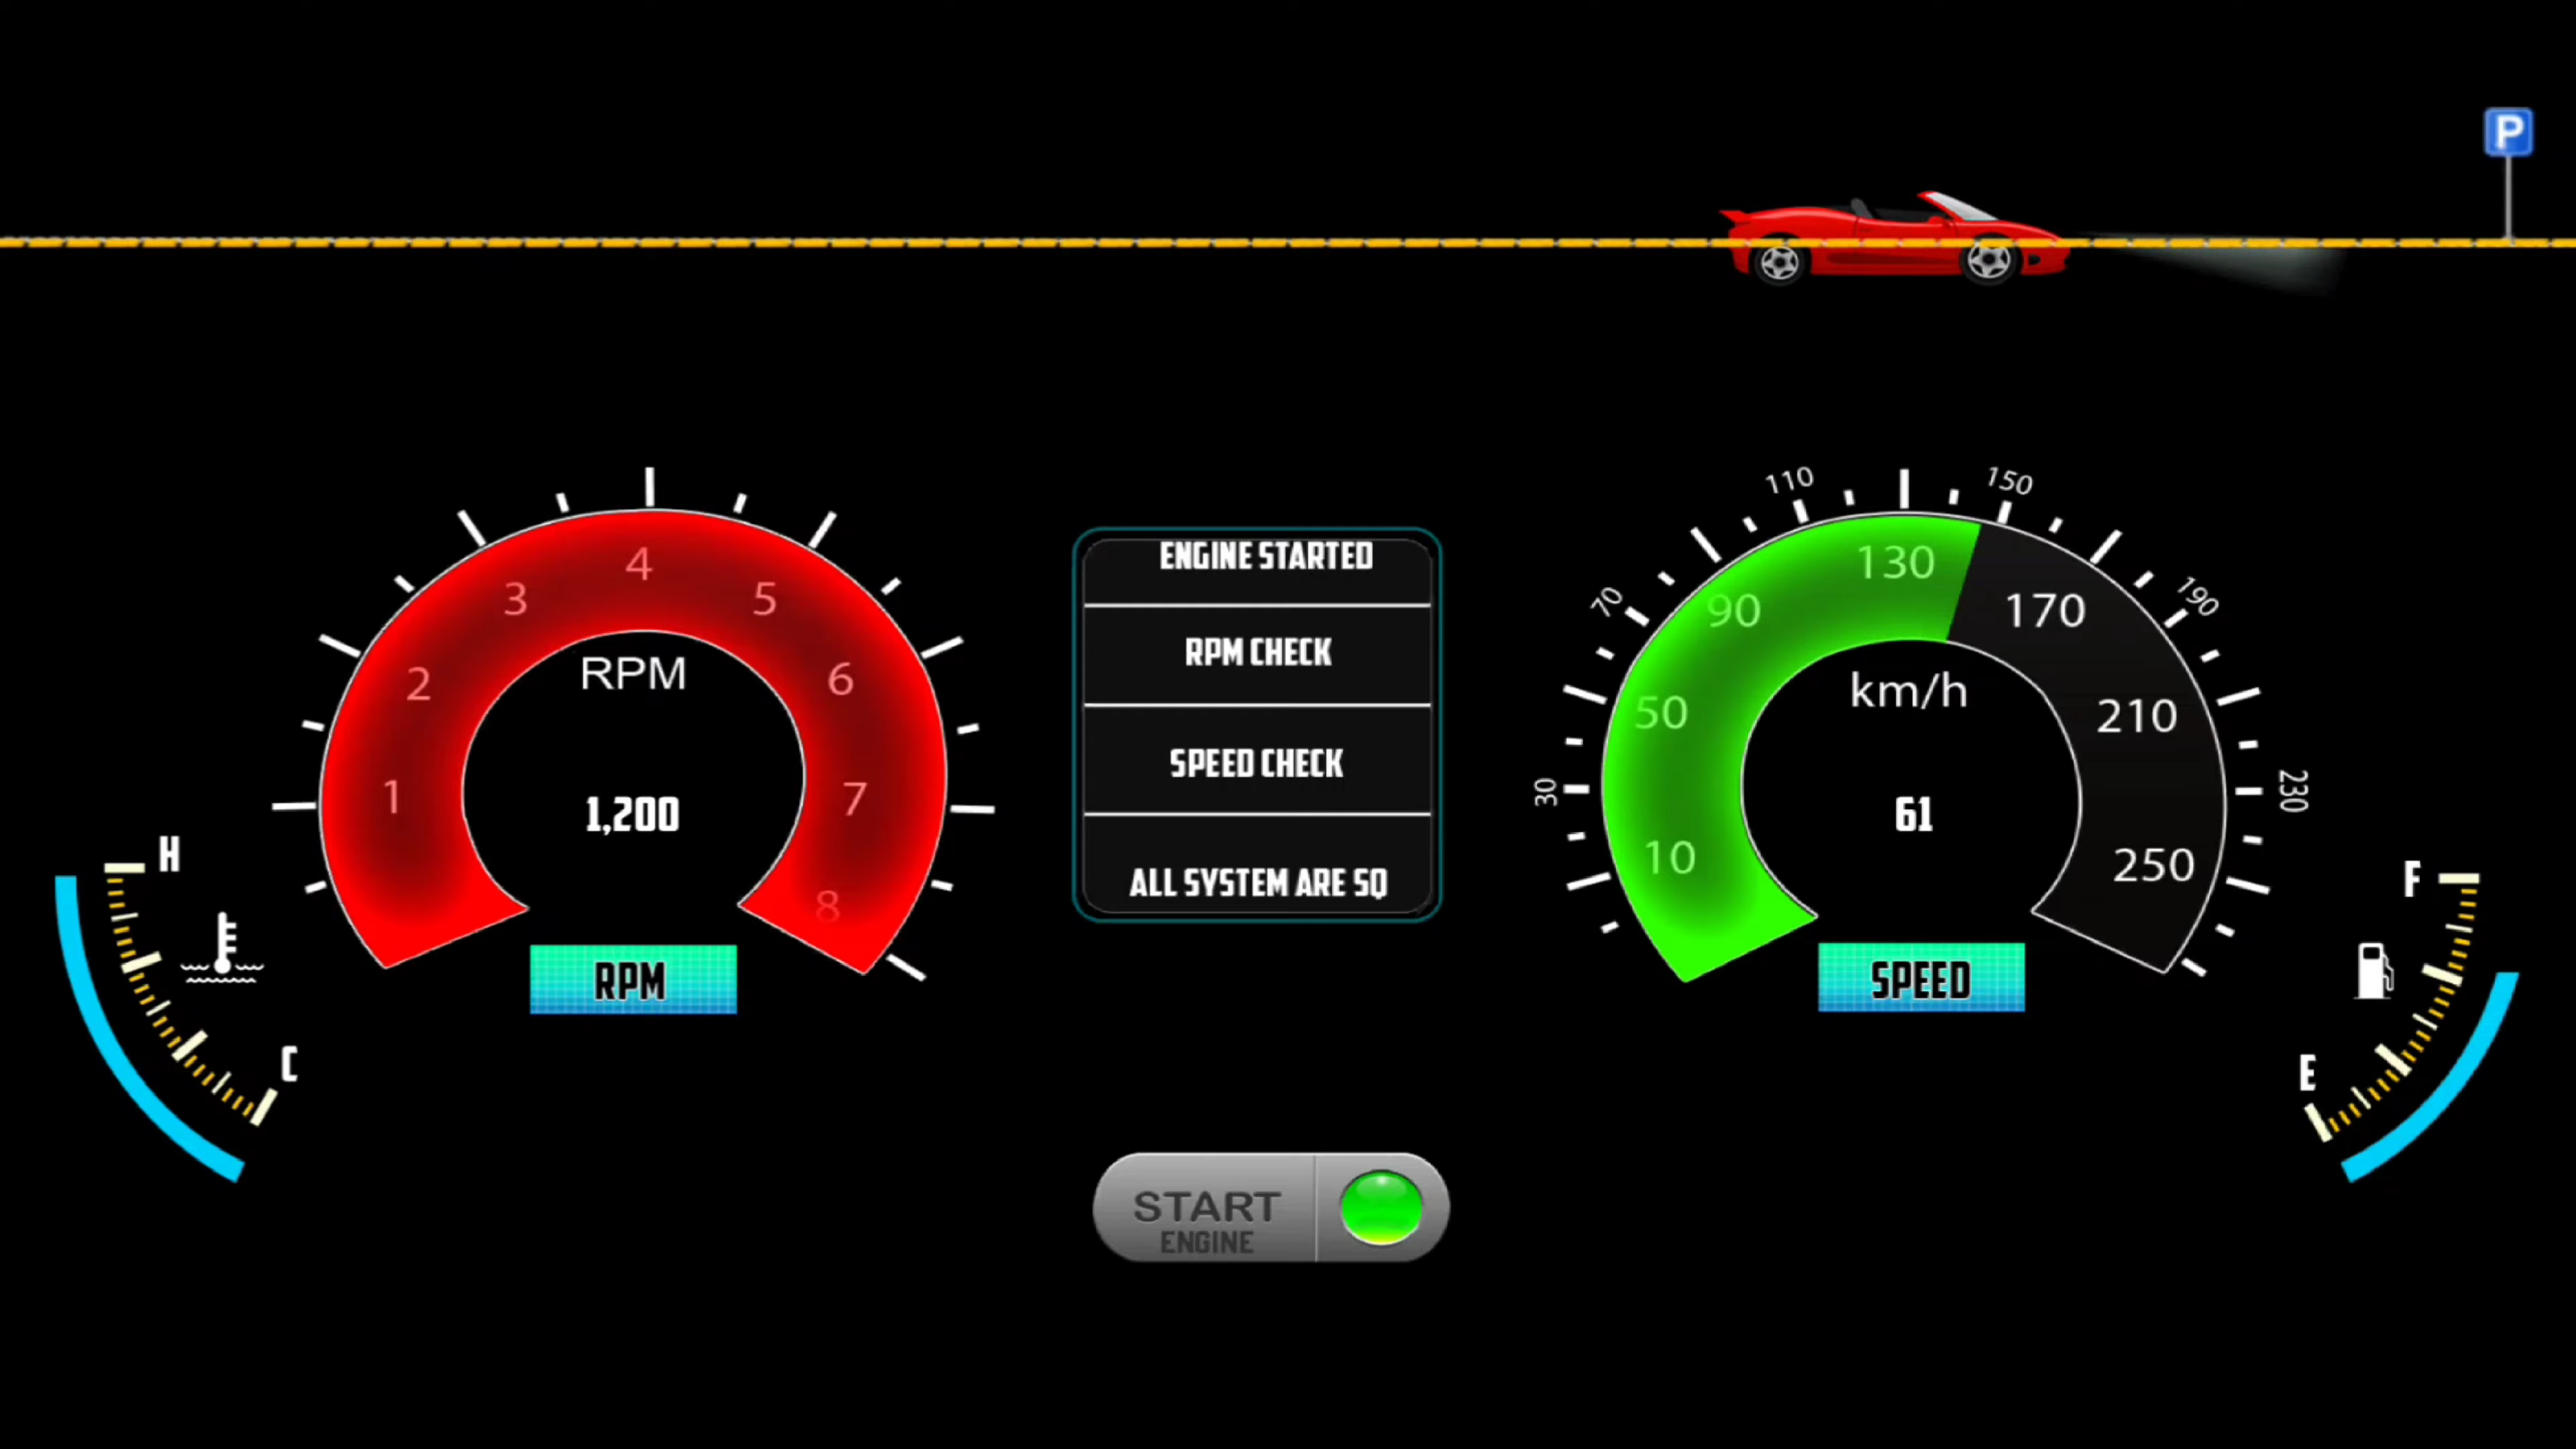 P
110
150
70
90
130
170
190
50
km/h
210
30
61
230
10
250
SPEED
3
4
5
2
RPM
6
1
1,200
7
8
RPM
ENGINE STARTED
RPM CHECK
SPEED CHECK
ALL SYSTEM ARE SQ
H
C
F
E
START
ENGINE